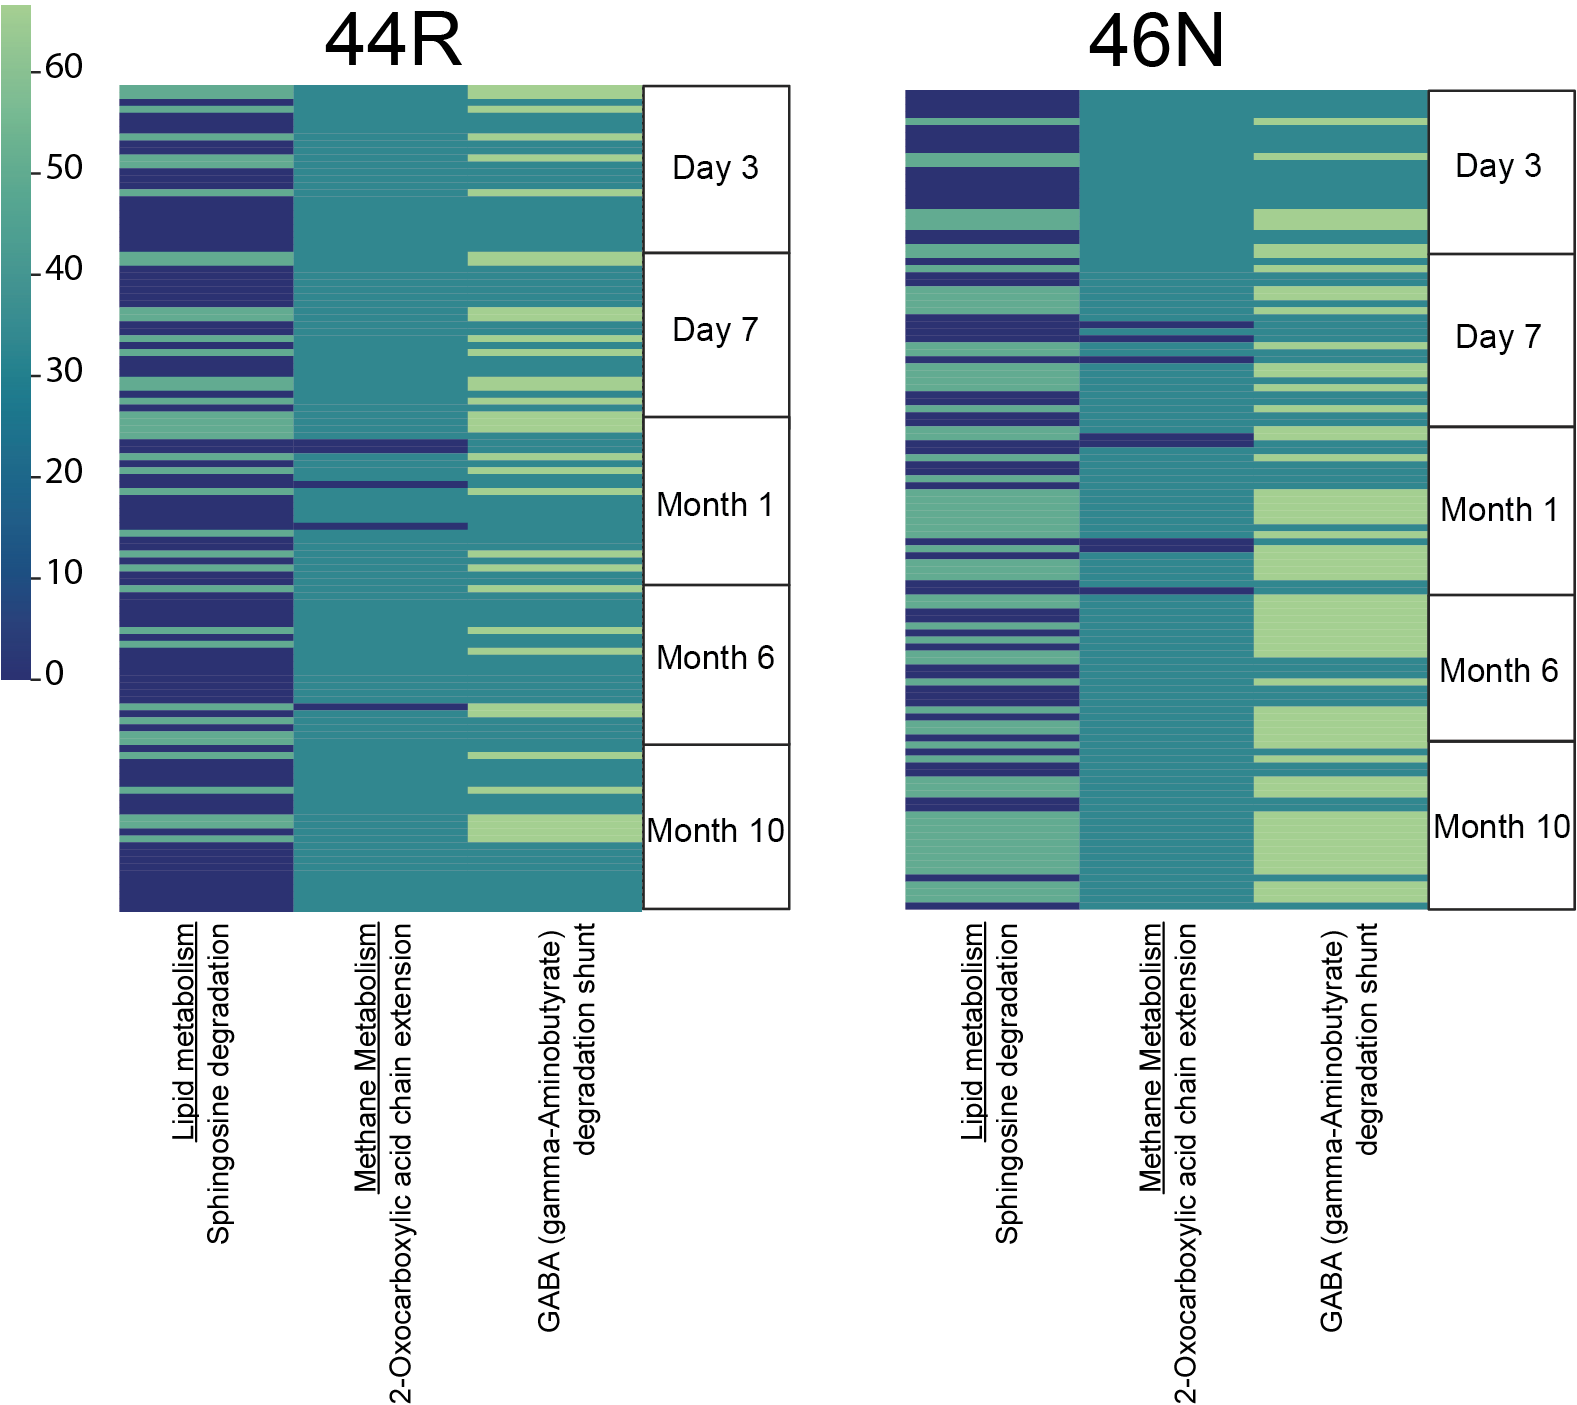 44R
46N
60
50
40
30
20
10
0
Day 3
Day 7
Month 1
Month 6
Month 10
Day 3
Day 7
Month 1
Month 6
Month 10
Lipid metabolism
Sphingosine degradation
Methane Metabolism
2-Oxocarboxylic acid chain extension
GABA (gamma-Aminobutyrate)
degradation shunt
Lipid metabolism
Sphingosine degradation
Methane Metabolism
2-Oxocarboxylic acid chain extension
GABA (gamma-Aminobutyrate)
degradation shunt